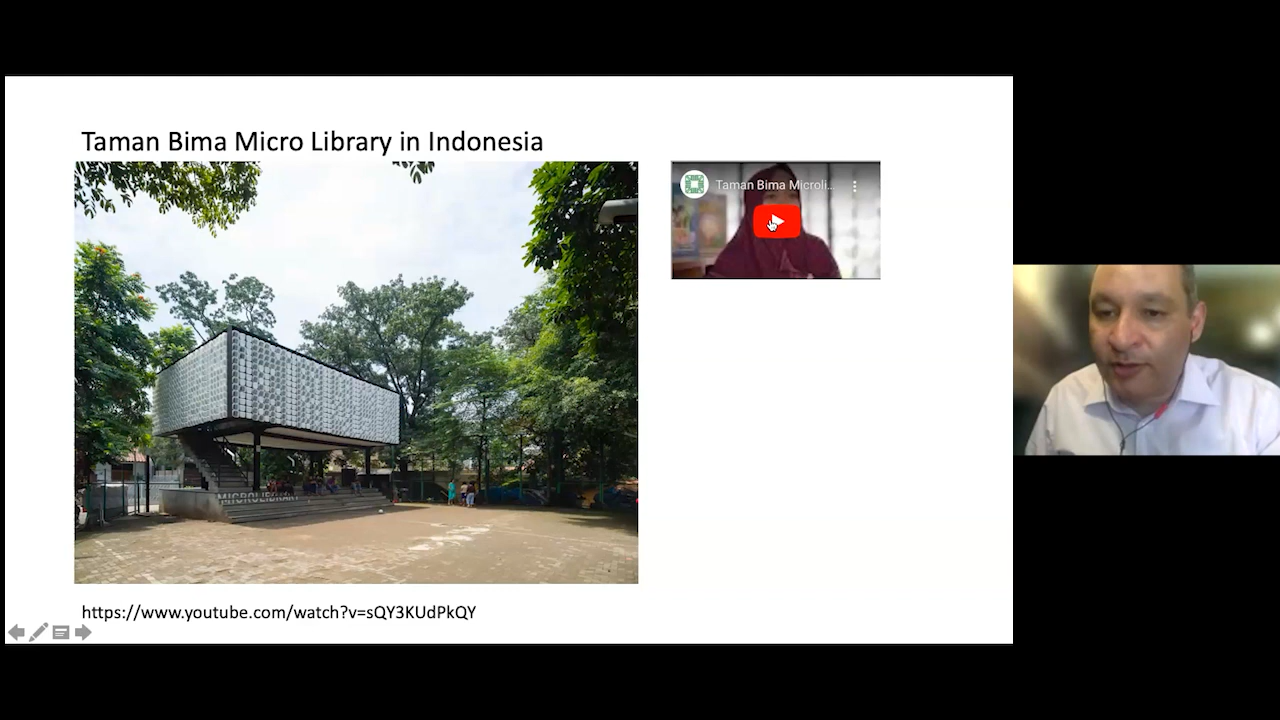 Taman Bima Micro Library in Indonesia
Taman Bima Microli...
MICROLIBRARY
https://www.youtube.com/watch?v=sQY3KUdPkQY